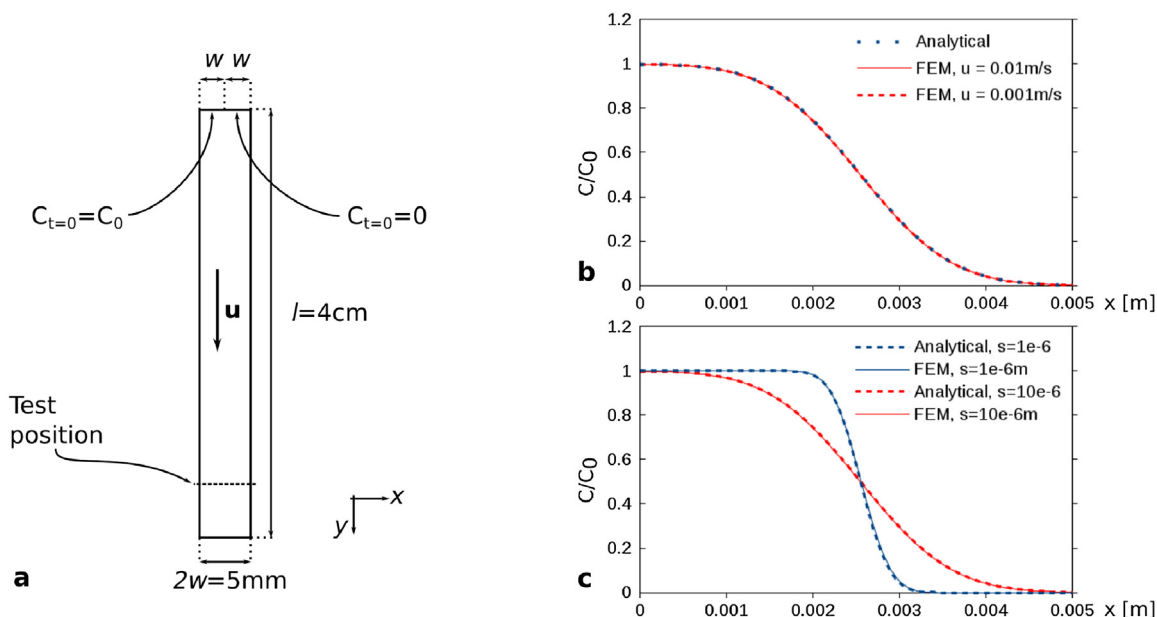 w w
C_{t=0}=C_0 C_{t=0}=0
u
l=4cm
Test
position
x
y
2w=5mm
a
1.2
1
0.8
0.6
0.4
0.2
0
C/C_0
Analytical
FEM, u = 0.01m/s
FEM, u = 0.001m/s
0 0.001 0.002 0.003 0.004 0.005 x [m]
b
1.2
1
0.8
0.6
0.4
0.2
0
C/C_0
Analytical, s=1e-6
FEM, s=1e-6m
Analytical, s=10e-6
FEM, s=10e-6m
0 0.001 0.002 0.003 0.004 0.005 x [m]
c